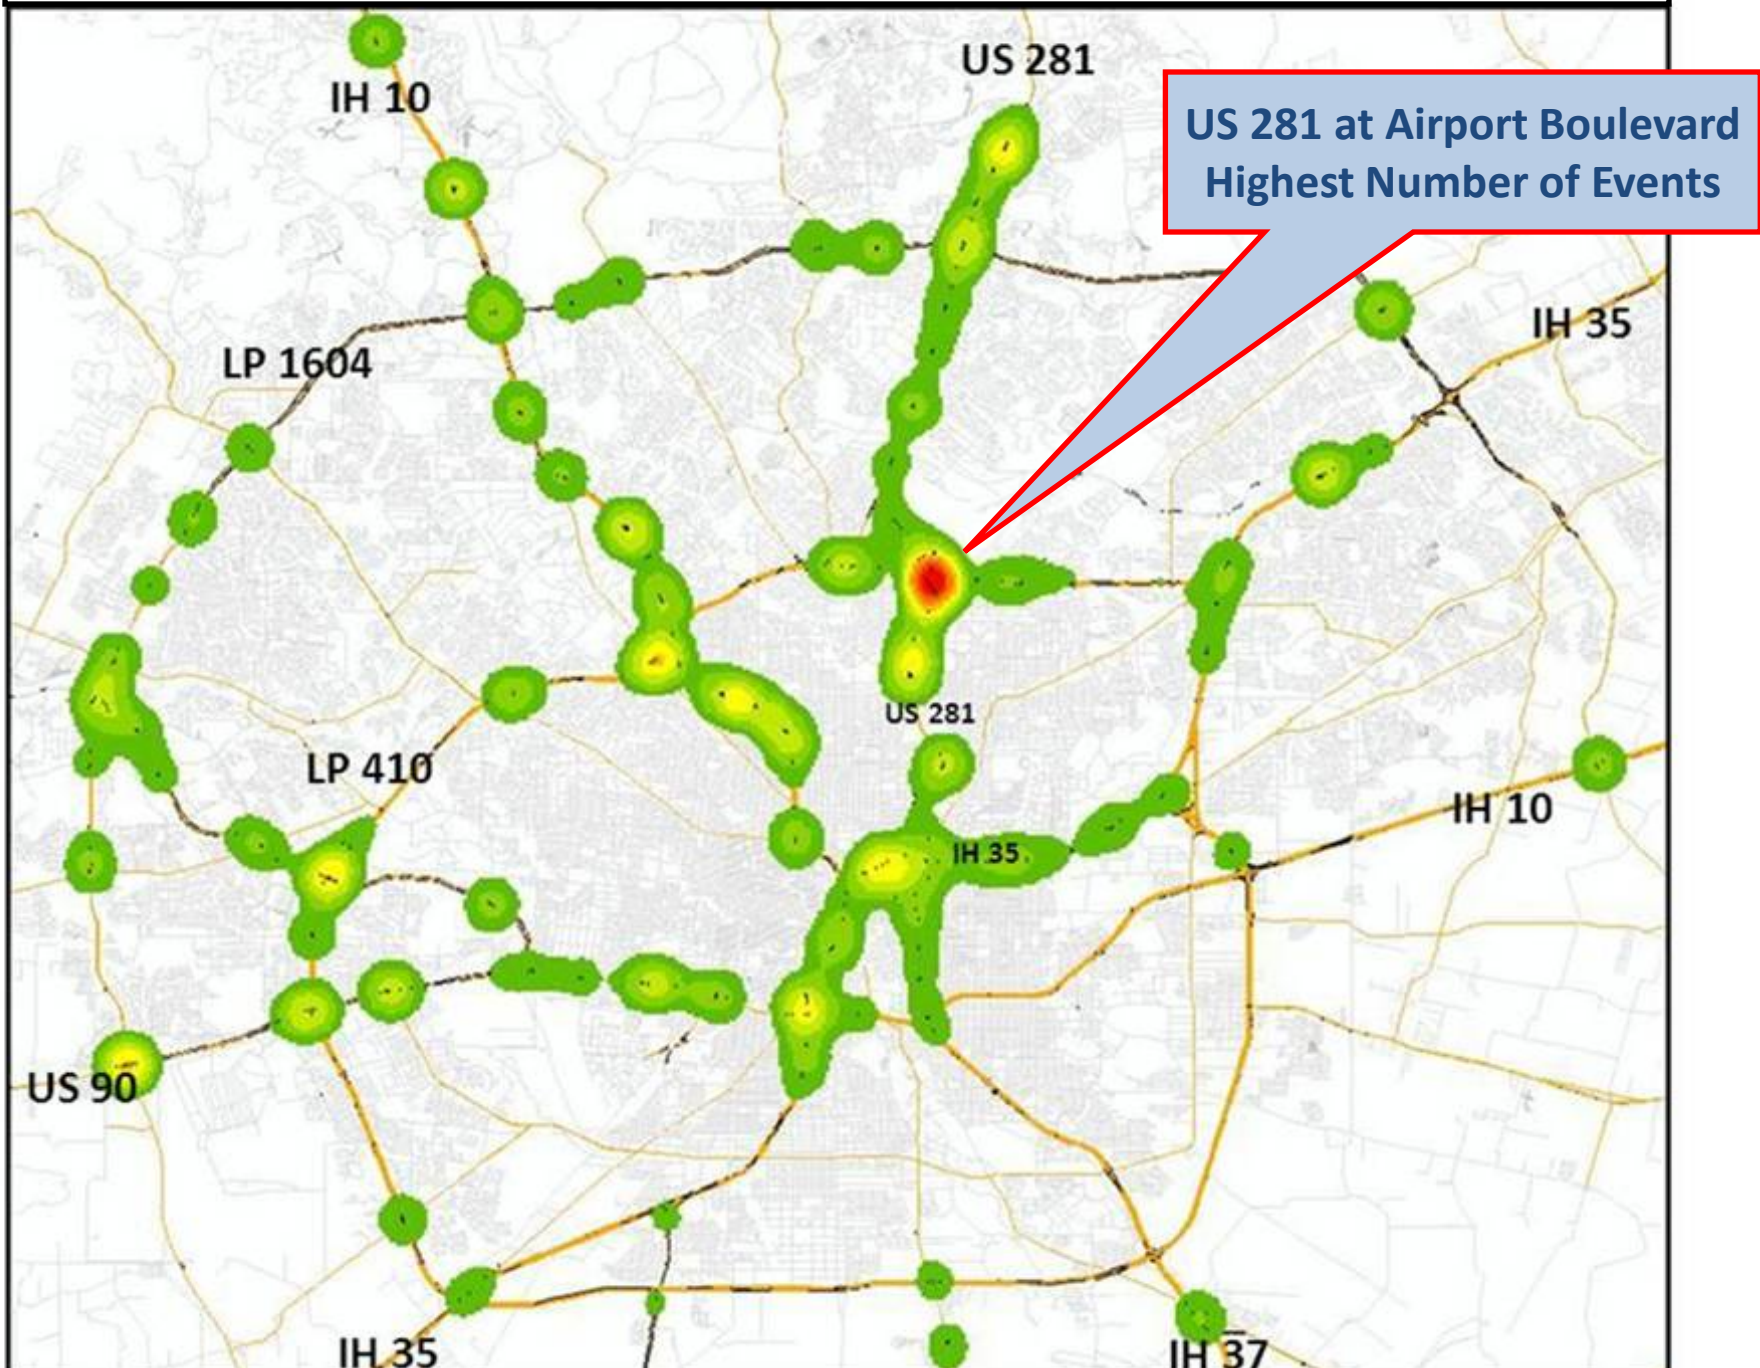 US 281
IH 10
US 281 at Airport Boulevard
Highest Number of Events
IH 35
LP 1604
US 281
LP 410
IH 10
IH 35
US 90
IH 35
IH 37